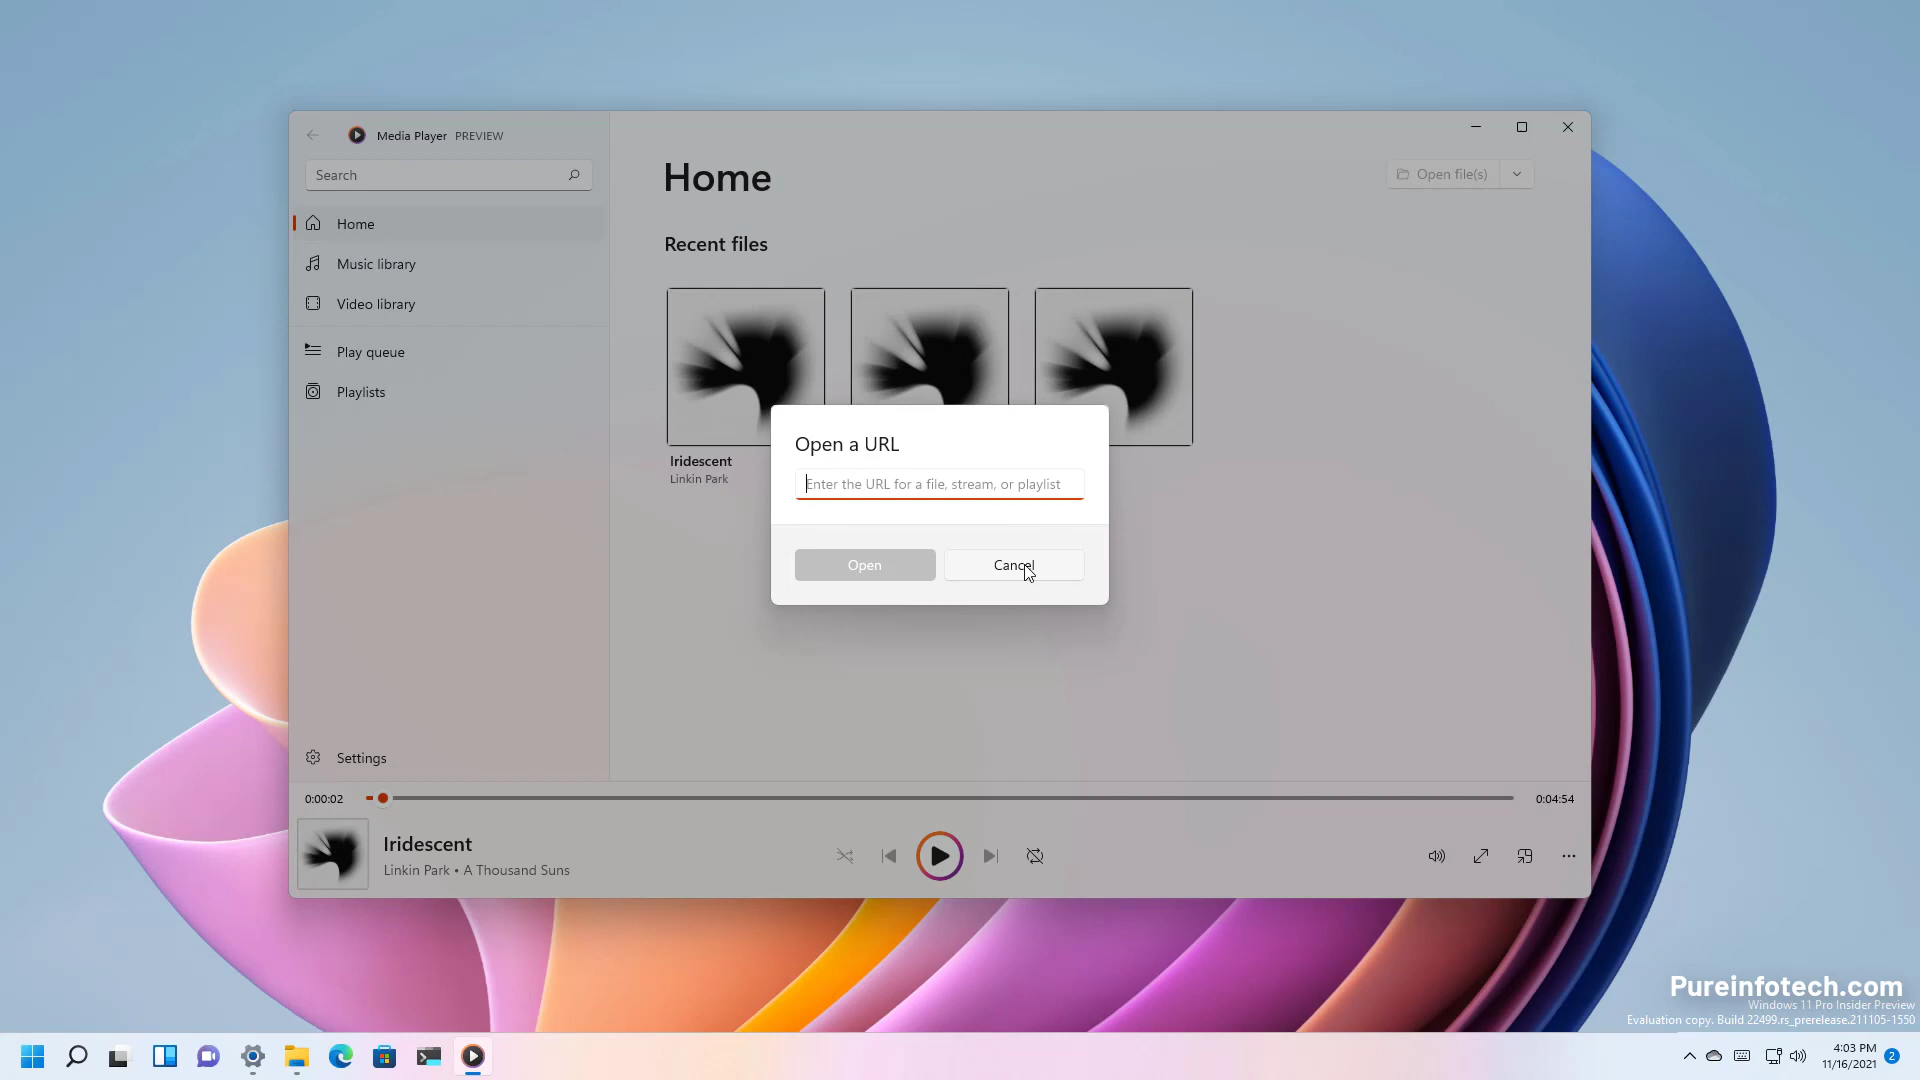 Media Player PREVIEW
Search
Home
Music library
Video library
Play queue
Playlists
Settings
Home
Open file(s)
Recent files
Iridescent
Linkin Park
Open a URL
Enter the URL for a file, stream, or playlist
Open
Cancel
0:00:02
0:04:54
Iridescent
Linkin Park • A Thousand Suns
Pureinfotech.com
Windows 11 Pro Insider Preview
Evaluation copy. Build 22499.rs_prerelease.211105-1550
4:03 PM
11/16/2021
2